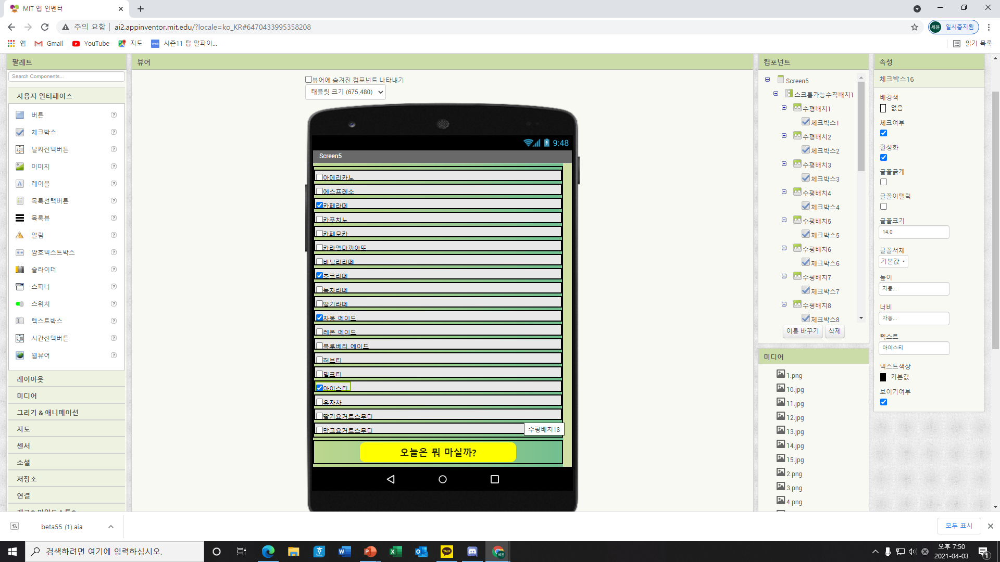 MIT 앱 인벤터
주의 요함
ai2.appinventor.mit.edu/?locale=ko_KR#6470433995358208
세윤
일시중지됨
앱
Gmail
YouTube
지도
시즌11 탑 말파이...
읽기 목록
팔레트
Search Components...
사용자 인터페이스
버튼
체크박스
날짜선택버튼
이미지
레이블
목록선택버튼
목록뷰
알림
암호텍스트박스
슬라이더
스피너
스위치
텍스트박스
시간선택버튼
웹뷰어
레이아웃
미디어
그리기 & 애니메이션
지도
센서
소셜
저장소
연결
뷰어
뷰어에 숨겨진 컴포넌트 나타내기
태블릿 크기 (675,480)
9:48
Screen5
아메리카노
에스프레소
카페라떼
카푸치노
카페모카
카라멜마끼아또
바닐라라떼
초코라떼
녹차라떼
딸기라떼
자몽 에이드
레몬 에이드
블루베리 에이드
허브티
밀크티
아이스티
유자차
딸기요거트스무디
망고요거트스무디
수평배치18
오늘은 뭐 마실까?
컴포넌트
Screen5
스크롤가능수직배치1
수평배치1
체크박스1
수평배치2
체크박스2
수평배치3
체크박스3
수평배치4
체크박스4
수평배치5
체크박스5
수평배치6
체크박스6
수평배치7
체크박스7
수평배치8
체크박스8
이름 바꾸기
삭제
미디어
1.png
10.jpg
11.jpg
12.jpg
13.jpg
14.jpg
15.jpg
2.png
3.png
4.png
속성
체크박스16
배경색
없음
체크여부
활성화
글꼴굵게
글꼴이텔릭
글꼴크기
14.0
글꼴서체
기본값
높이
자동...
너비
자동...
텍스트
아이스티
텍스트색상
기본값
보이기여부
beta55 (1).aia
모두 표시
검색하려면 여기에 입력하십시오.
TALK
오후 7:50
2021-04-03
1